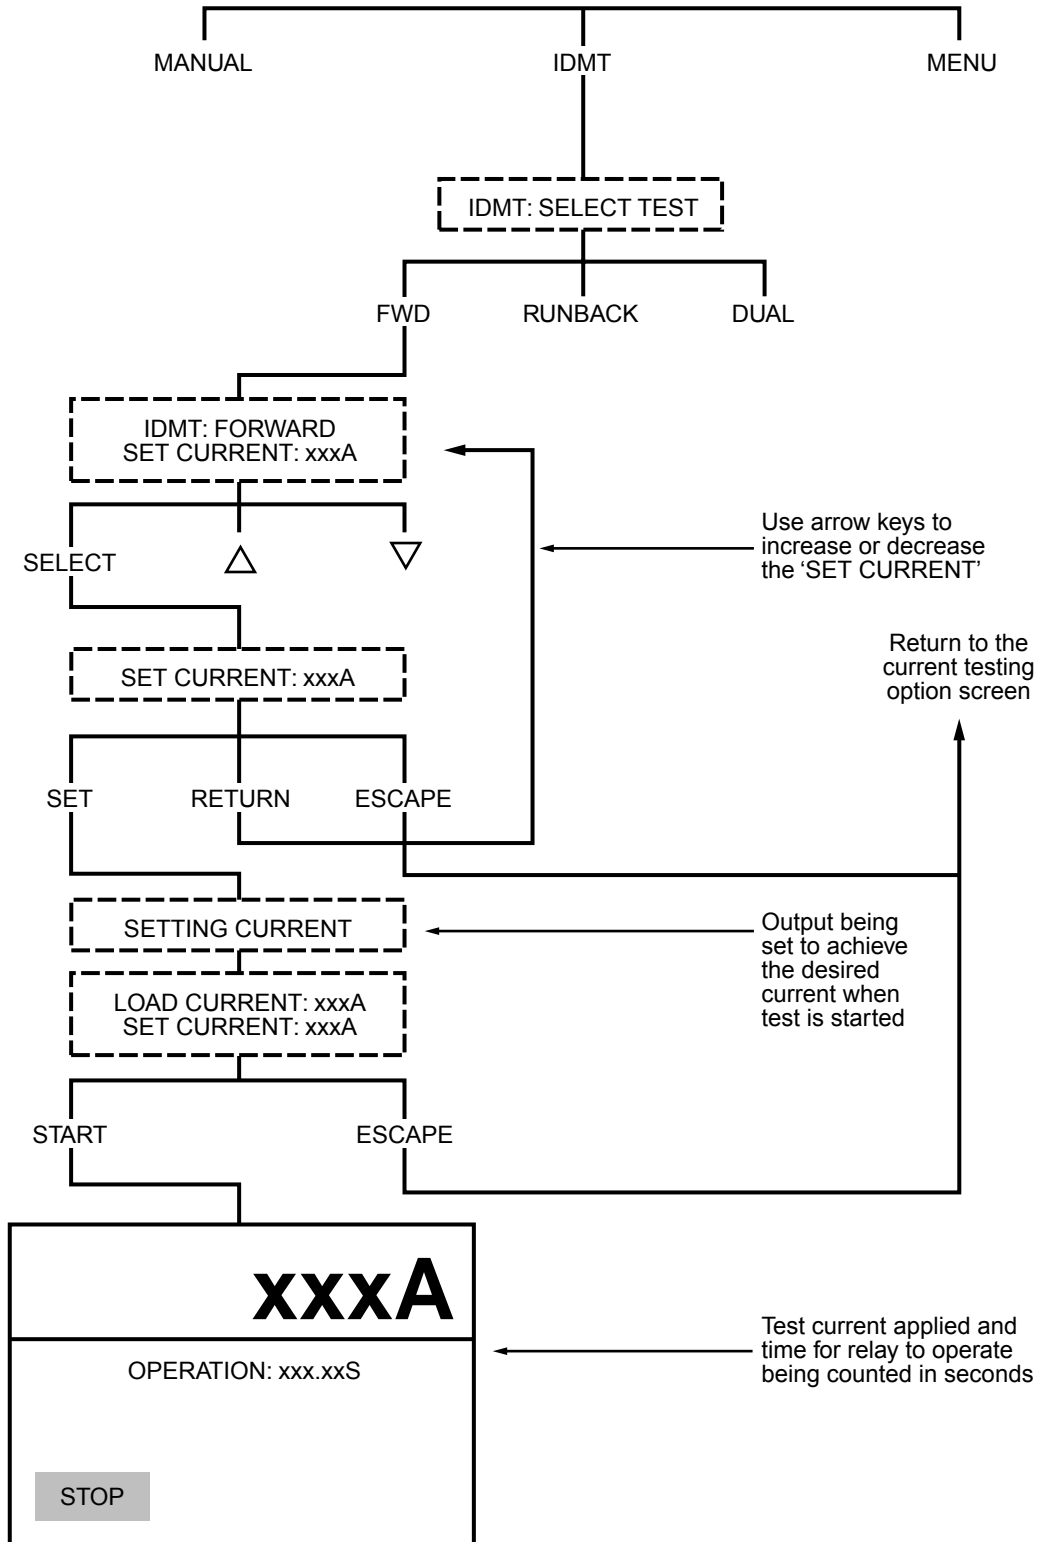 MANUAL IDMT MENU
IDMT: SELECT TEST
FWD RUNBACK DUAL
IDMT: FORWARD
SET CURRENT: xxxA
SELECT
Use arrow keys to
increase or decrease
the ‘SET CURRENT’
SET CURRENT: xxxA
Return to the
current testing
option screen
SET RETURN ESCAPE
SETTING CURRENT
Output being
set to achieve
the desired
current when
test is started
LOAD CURRENT: xxxA
SET CURRENT: xxxA
START ESCAPE
xxxA
OPERATION: xxx.xxS
Test current applied and
time for relay to operate
being counted in seconds
STOP